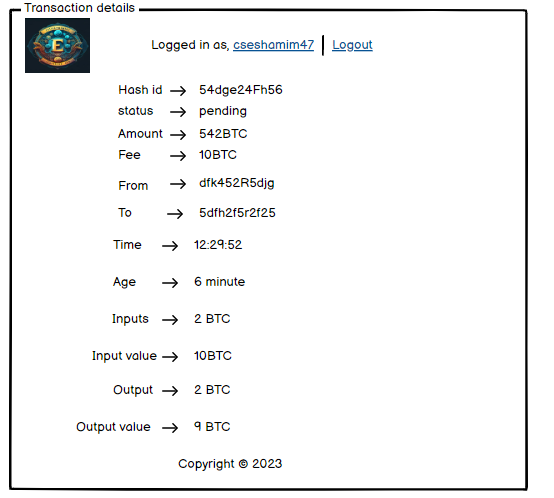 Transaction details
E
Logged in as, cseshamim47 | Logout
Hash id → 54dge24Fh56
status → pending
Amount → 542BTC
Fee → 10BTC
From → dfk452R5djg
To → 5dfh2f5r2f25
Time → 12:29:52
Age → 6 minute
Inputs → 2 BTC
Input value → 10BTC
Output → 2 BTC
Output value → 9 BTC
Copyright © 2023